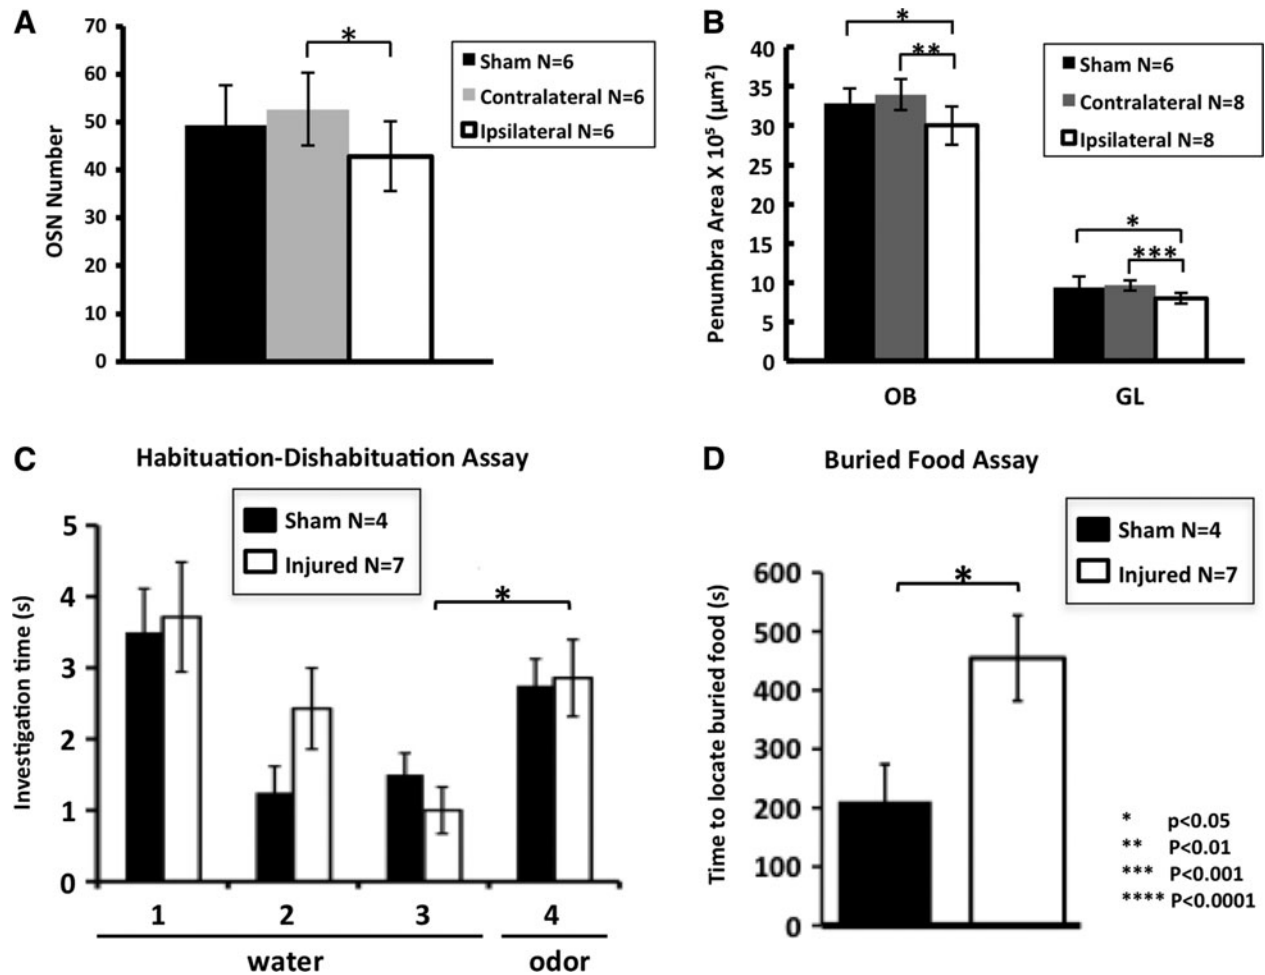 A
70
60
50
40
30
20
10
0
OSN Number
*
Sham N=6
Contralateral N=6
Ipsilateral N=6
B
40
35
30
25
20
15
10
5
0
Penumbra Area X 10⁵ (μm²)
*
**
*
***
Sham N=6
Contralateral N=8
Ipsilateral N=8
OB GL
C
Habituation-Dishabituation Assay
Sham N=4
Injured N=7
5
4
3
2
1
0
Investigation time (s)
*
1 2 3 4
water odor
D
Buried Food Assay
Sham N=4
Injured N=7
600
500
400
300
200
100
0
Time to locate buried food (s)
*
* p<0.05
** P<0.01
*** P<0.001
**** P<0.0001